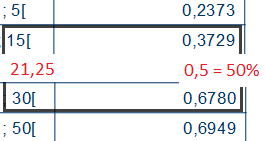 ; 5[ 0,2373
; 15[ 0,3729
21,25 0,5 = 50%
; 30[ 0,6780
; 50[ 0,6949